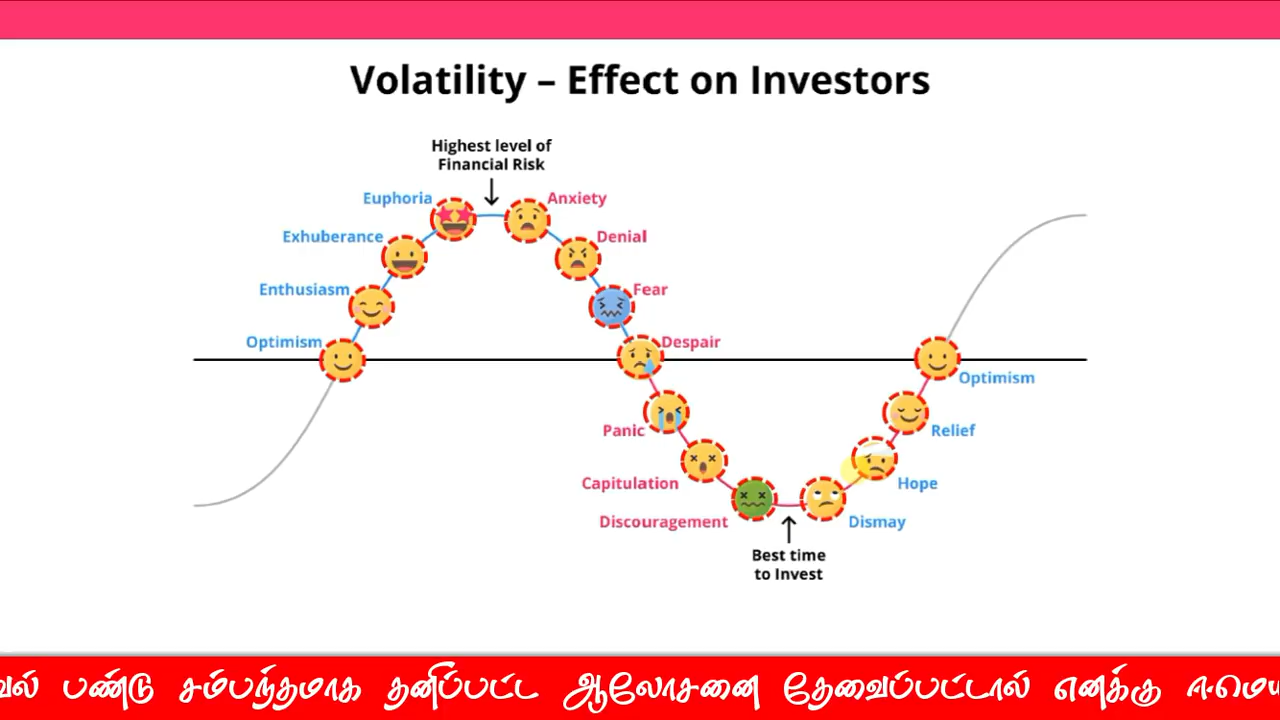 Volatility – Effect on Investors
Highest level of
Financial Risk
Euphoria
Anxiety
Exhuberance
Denial
Enthusiasm
Fear
Optimism
Despair
Optimism
Panic
Relief
Capitulation
Hope
Discouragement
Dismay
Best time
to Invest
பண்டு சம்பந்தமாக தனிப்பட்ட ஆலோசனை தேவைப்பட்டால் எனக்கு